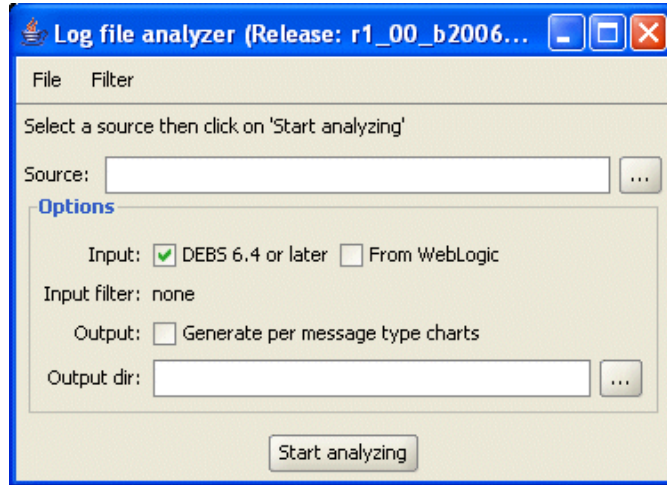 Log file analyzer (Release: r1_00_b2006...
File Filter
Select a source then click on 'Start analyzing'
Source: ...
Options
Input: DEBS 6.4 or later From WebLogic
Input filter: none
Output: Generate per message type charts
Output dir: ...
Start analyzing